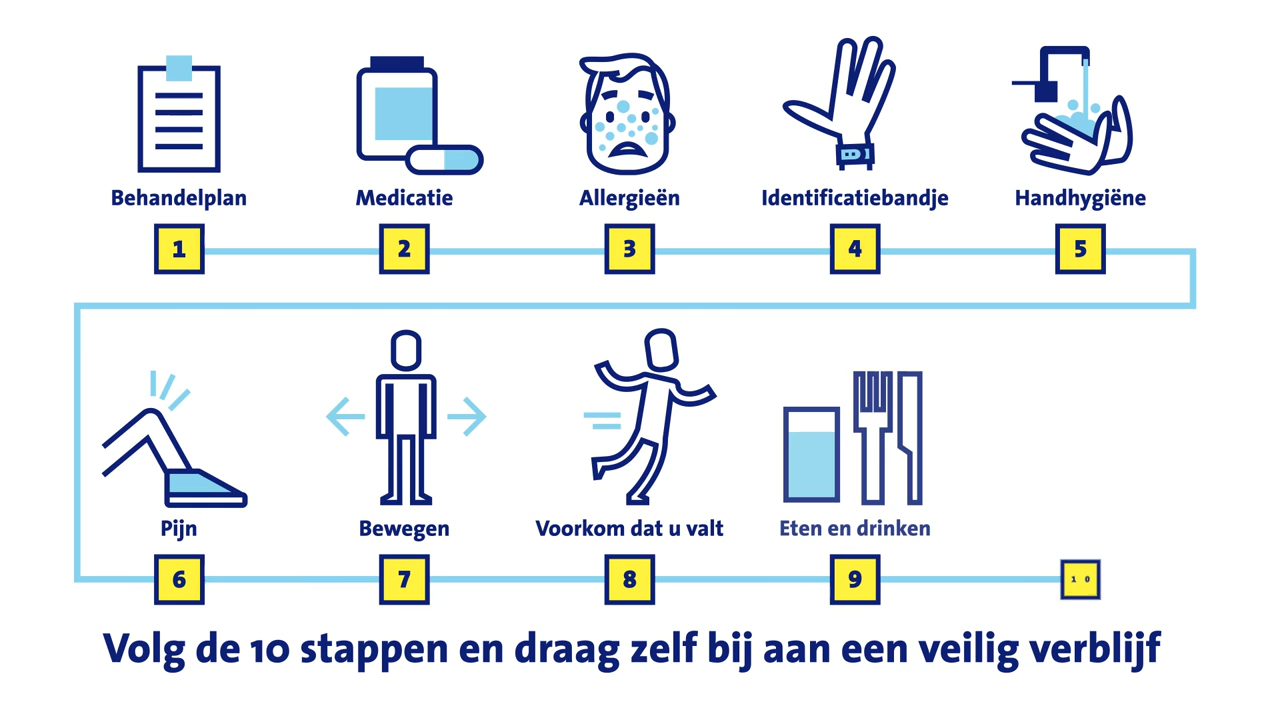 Behandelplan
Medicatie
Allergieën
Identificatiebandje
Handhygiëne
1
2
3
4
5
Pijn
Bewegen
Voorkom dat u valt
Eten en drinken
6
7
8
9
10
Volg de 10 stappen en draag zelf bij aan een veilig verblijf